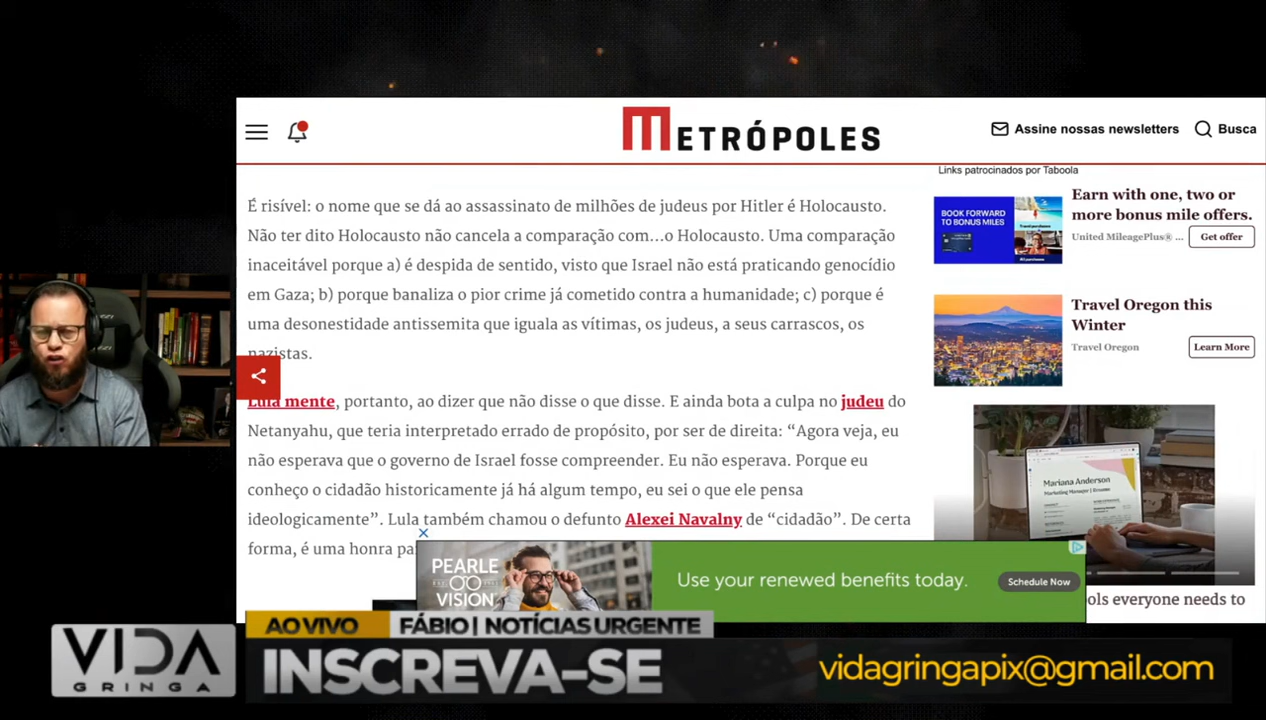 METRÓPOLES
Assine nossas newsletters
Busca
É risível: o nome que se dá ao assassinato de milhões de judeus por Hitler é Holocausto.
Não ter dito Holocausto não cancela a comparação com...o Holocausto. Uma comparação
inaceitável porque a) é despida de sentido, visto que Israel não está praticando genocídio
em Gaza; b) porque banaliza o pior crime já cometido contra a humanidade; c) porque é
uma desonestidade antissemita que iguala as vítimas, os judeus, a seus carrascos, os
nazistas.
Lula mente, portanto, ao dizer que não disse o que disse. E ainda bota a culpa no judeu do
Netanyahu, que teria interpretado errado de propósito, por ser de direita: “Agora veja, eu
não esperava que o governo de Israel fosse compreender. Eu não esperava. Porque eu
conheço o cidadão historicamente já há algum tempo, eu sei o que ele pensa
ideologicamente”. Lula também chamou o defunto Alexei Navalny de “cidadão”. De certa
forma, é uma honra
Links patrocinados por Taboola
BOOK FORWARD
TO BONUS MILES
Earn with one, two or
more bonus mile offers.
United MileagePlus® ...
Get offer
Travel Oregon this
Winter
Travel Oregon
Learn More
Mariana Anderson
Marketing Manager | Resume
everyone needs to
PEARLE
VISION
Use your renewed benefits today.
Schedule Now
VIDA
GRINGA
AO VIVO
FÁBIO | NOTÍCIAS URGENTE
INSCREVA-SE
vidagringapix@gmail.com